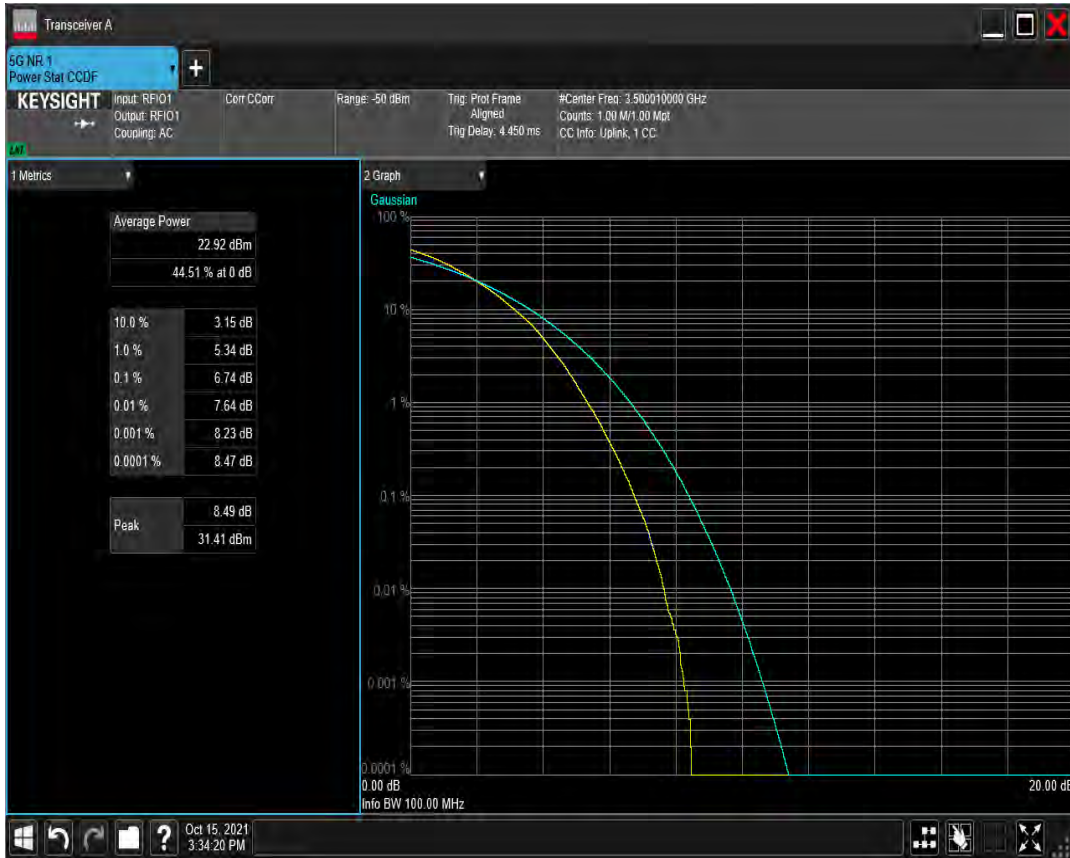 Transceiver A
5G NR 1
Power Stat CCDF
+
KEYSIGHT
Input: RFIO1
Output: RFIO1
Coupling: AC
Corr CCorr
Range: -50 dBm
Trig: Prot Frame
Aligned
Trig Delay: 4.450 ms
#Center Freq: 3.500010000 GHz
Counts: 1.00 M/1.00 Mpt
CC Info: Uplink, 1 CC
1 Metrics
Average Power
22.92 dBm
44.51 % at 0 dB
10.0 % 3.15 dB
1.0 % 5.34 dB
0.1 % 6.74 dB
0.01 % 7.64 dB
0.001 % 8.23 dB
0.0001 % 8.47 dB
Peak
8.49 dB
31.41 dBm
2 Graph
Gaussian
100 %
10 %
1 %
0.1 %
0.01 %
0.001 %
0.0001 %
0.00 dB 20.00 dB
Info BW 100.00 MHz
?
Oct 15, 2021
3:34:20 PM